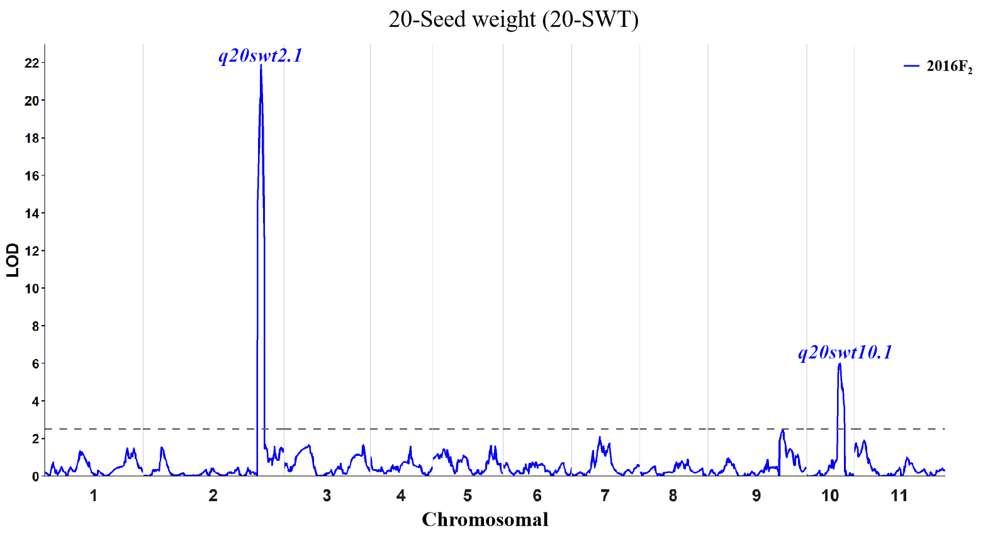 20-Seed weight (20-SWT)
q20swt2.1
2016F₂
22
20
18
16
14
12
10
8
6
4
2
0
LOD
q20swt10.1
1 2 3 4 5 6 7 8 9 10 11
Chromosomal